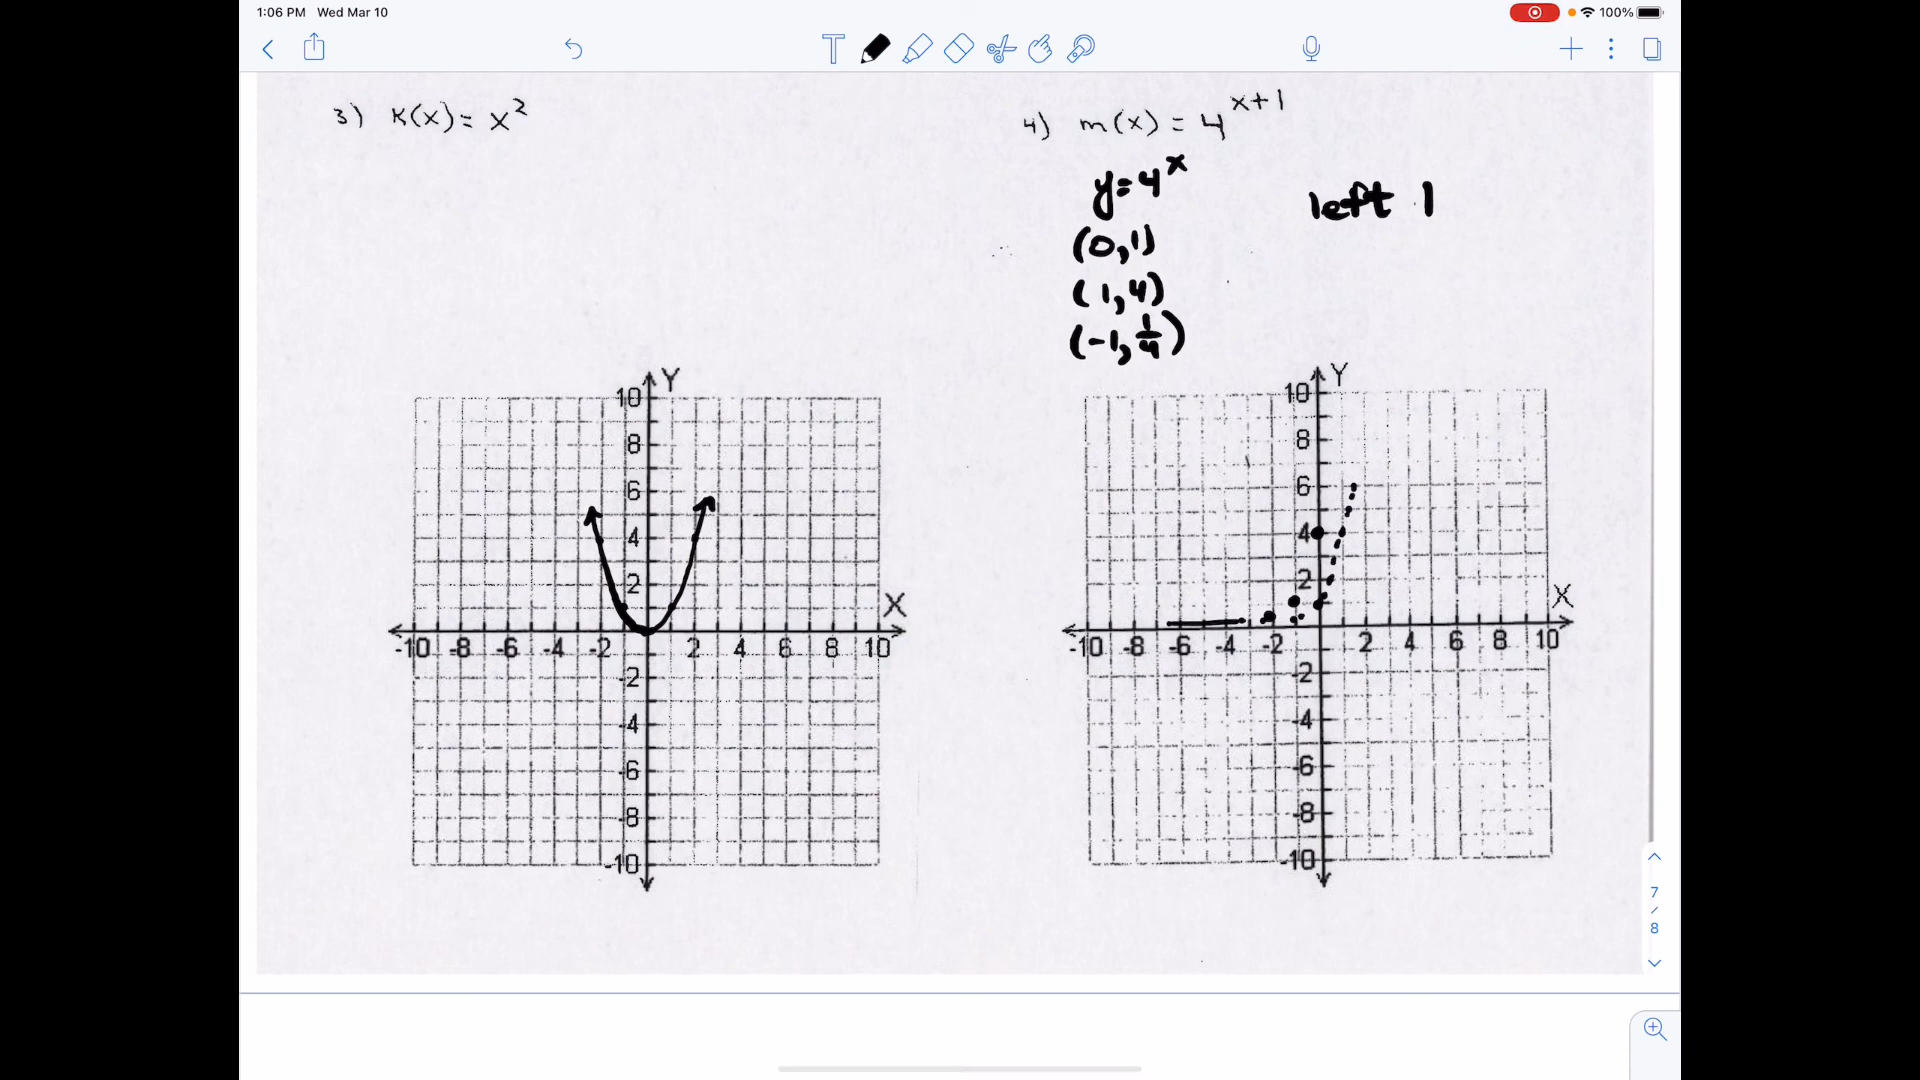 1:06 PM Wed Mar 10
100%
T
3) K(x) = x²
4) m(x) = 4^(x+1)
y=4^x
left 1
(0,1)
(1,4)
(-1,1/4)
Y
10
8
6
4
2
X
-10 -8 -6 -4 -2 2 4 6 8 10
-2
-4
-6
-8
-10
Y
10
8
6
4
2
X
-10 -8 -6 -4 -2 2 4 6 8 10
-2
-4
-6
-8
-10
7
/
8